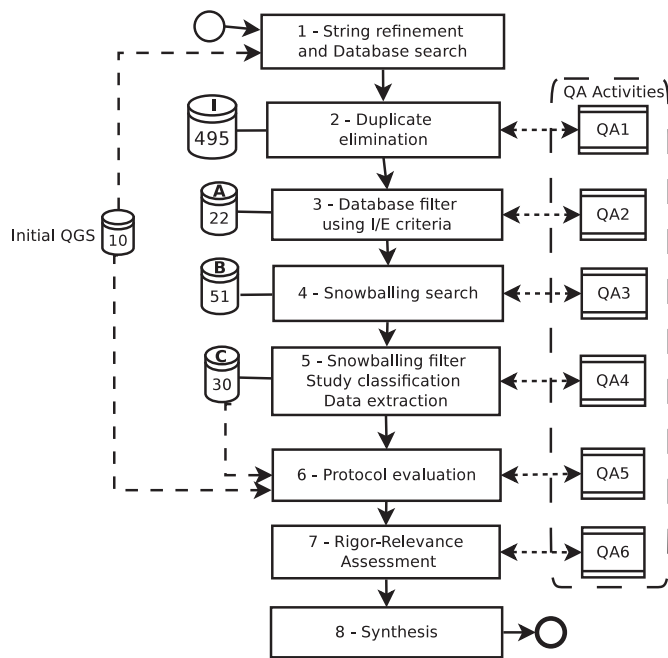 1 - String refinement
and Database search
QA Activities
I
495
2 - Duplicate
elimination
QA1
A
22
3 - Database filter
using I/E criteria
QA2
Initial QGS
10
B
51
4 - Snowballing search
QA3
C
30
5 - Snowballing filter
Study classification
Data extraction
QA4
6 - Protocol evaluation
QA5
7 - Rigor-Relevance
Assessment
QA6
8 - Synthesis